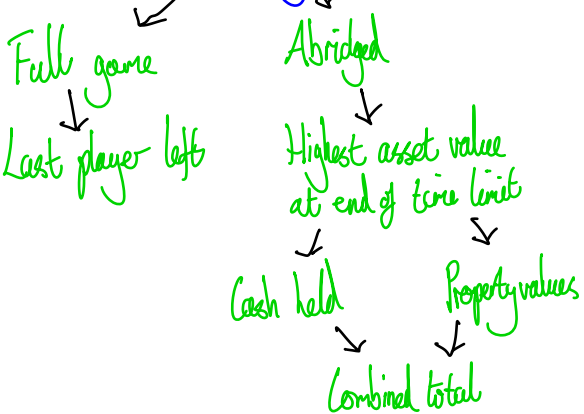 Full game
Abridged
Last player left
Highest asset value
at end of time limit
Cash held
Property values
Combined total